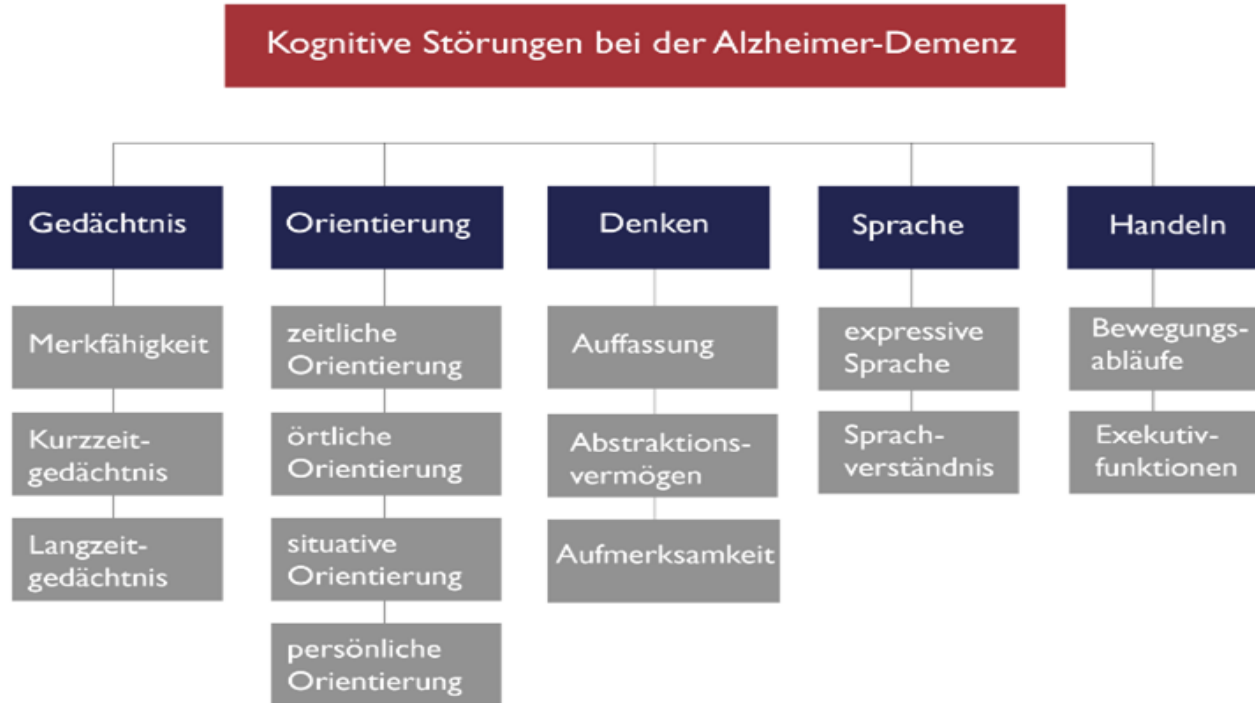 Kognitive Störungen bei der Alzheimer-Demenz
Gedächtnis
Merkfähigkeit
Kurzzeit-
gedächtnis
Langzeit-
gedächtnis
Orientierung
zeitliche
Orientierung
örtliche
Orientierung
situative
Orientierung
persönliche
Orientierung
Denken
Auffassung
Abstraktions-
vermögen
Aufmerksamkeit
Sprache
expressive
Sprache
Sprach-
verständnis
Handeln
Bewegungs-
abläufe
Exekutiv-
funktionen